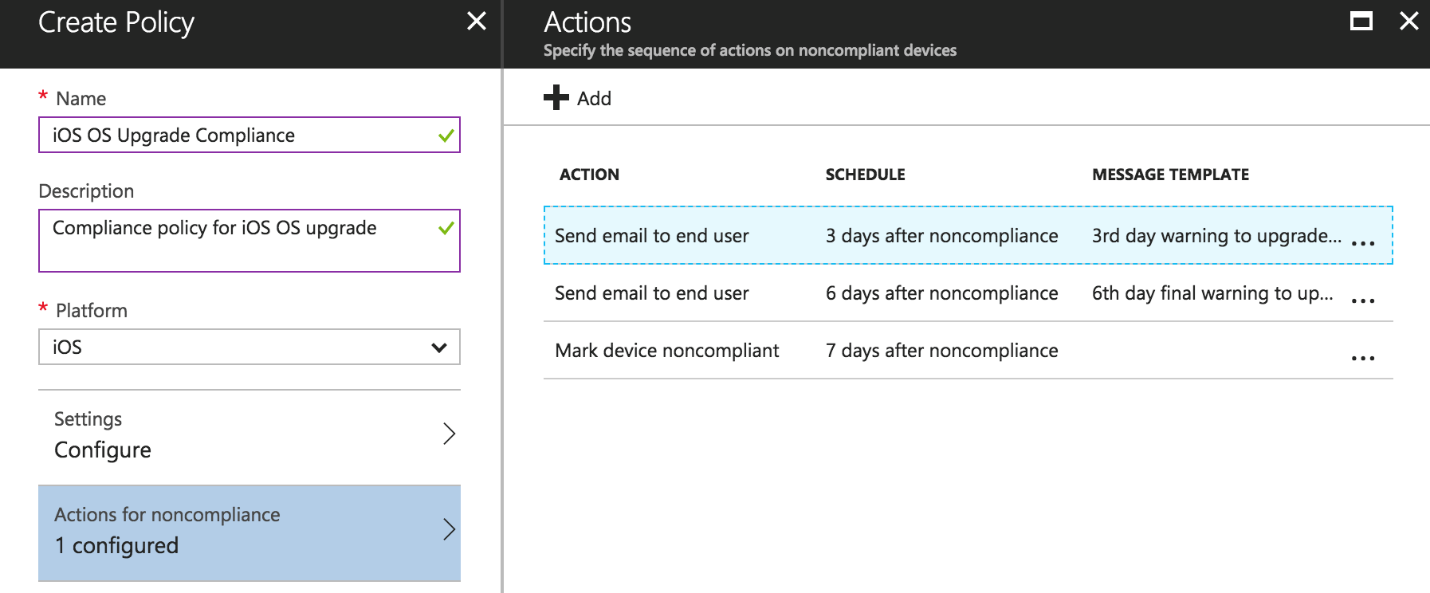 Create Policy
* Name
iOS OS Upgrade Compliance
Description
Compliance policy for iOS OS upgrade
* Platform
iOS
Settings
Configure
Actions for noncompliance
1 configured
Actions
Specify the sequence of actions on noncompliant devices
Add
ACTION SCHEDULE MESSAGE TEMPLATE
Send email to end user 3 days after noncompliance 3rd day warning to upgrade... ...
Send email to end user 6 days after noncompliance 6th day final warning to up... ...
Mark device noncompliant 7 days after noncompliance ...